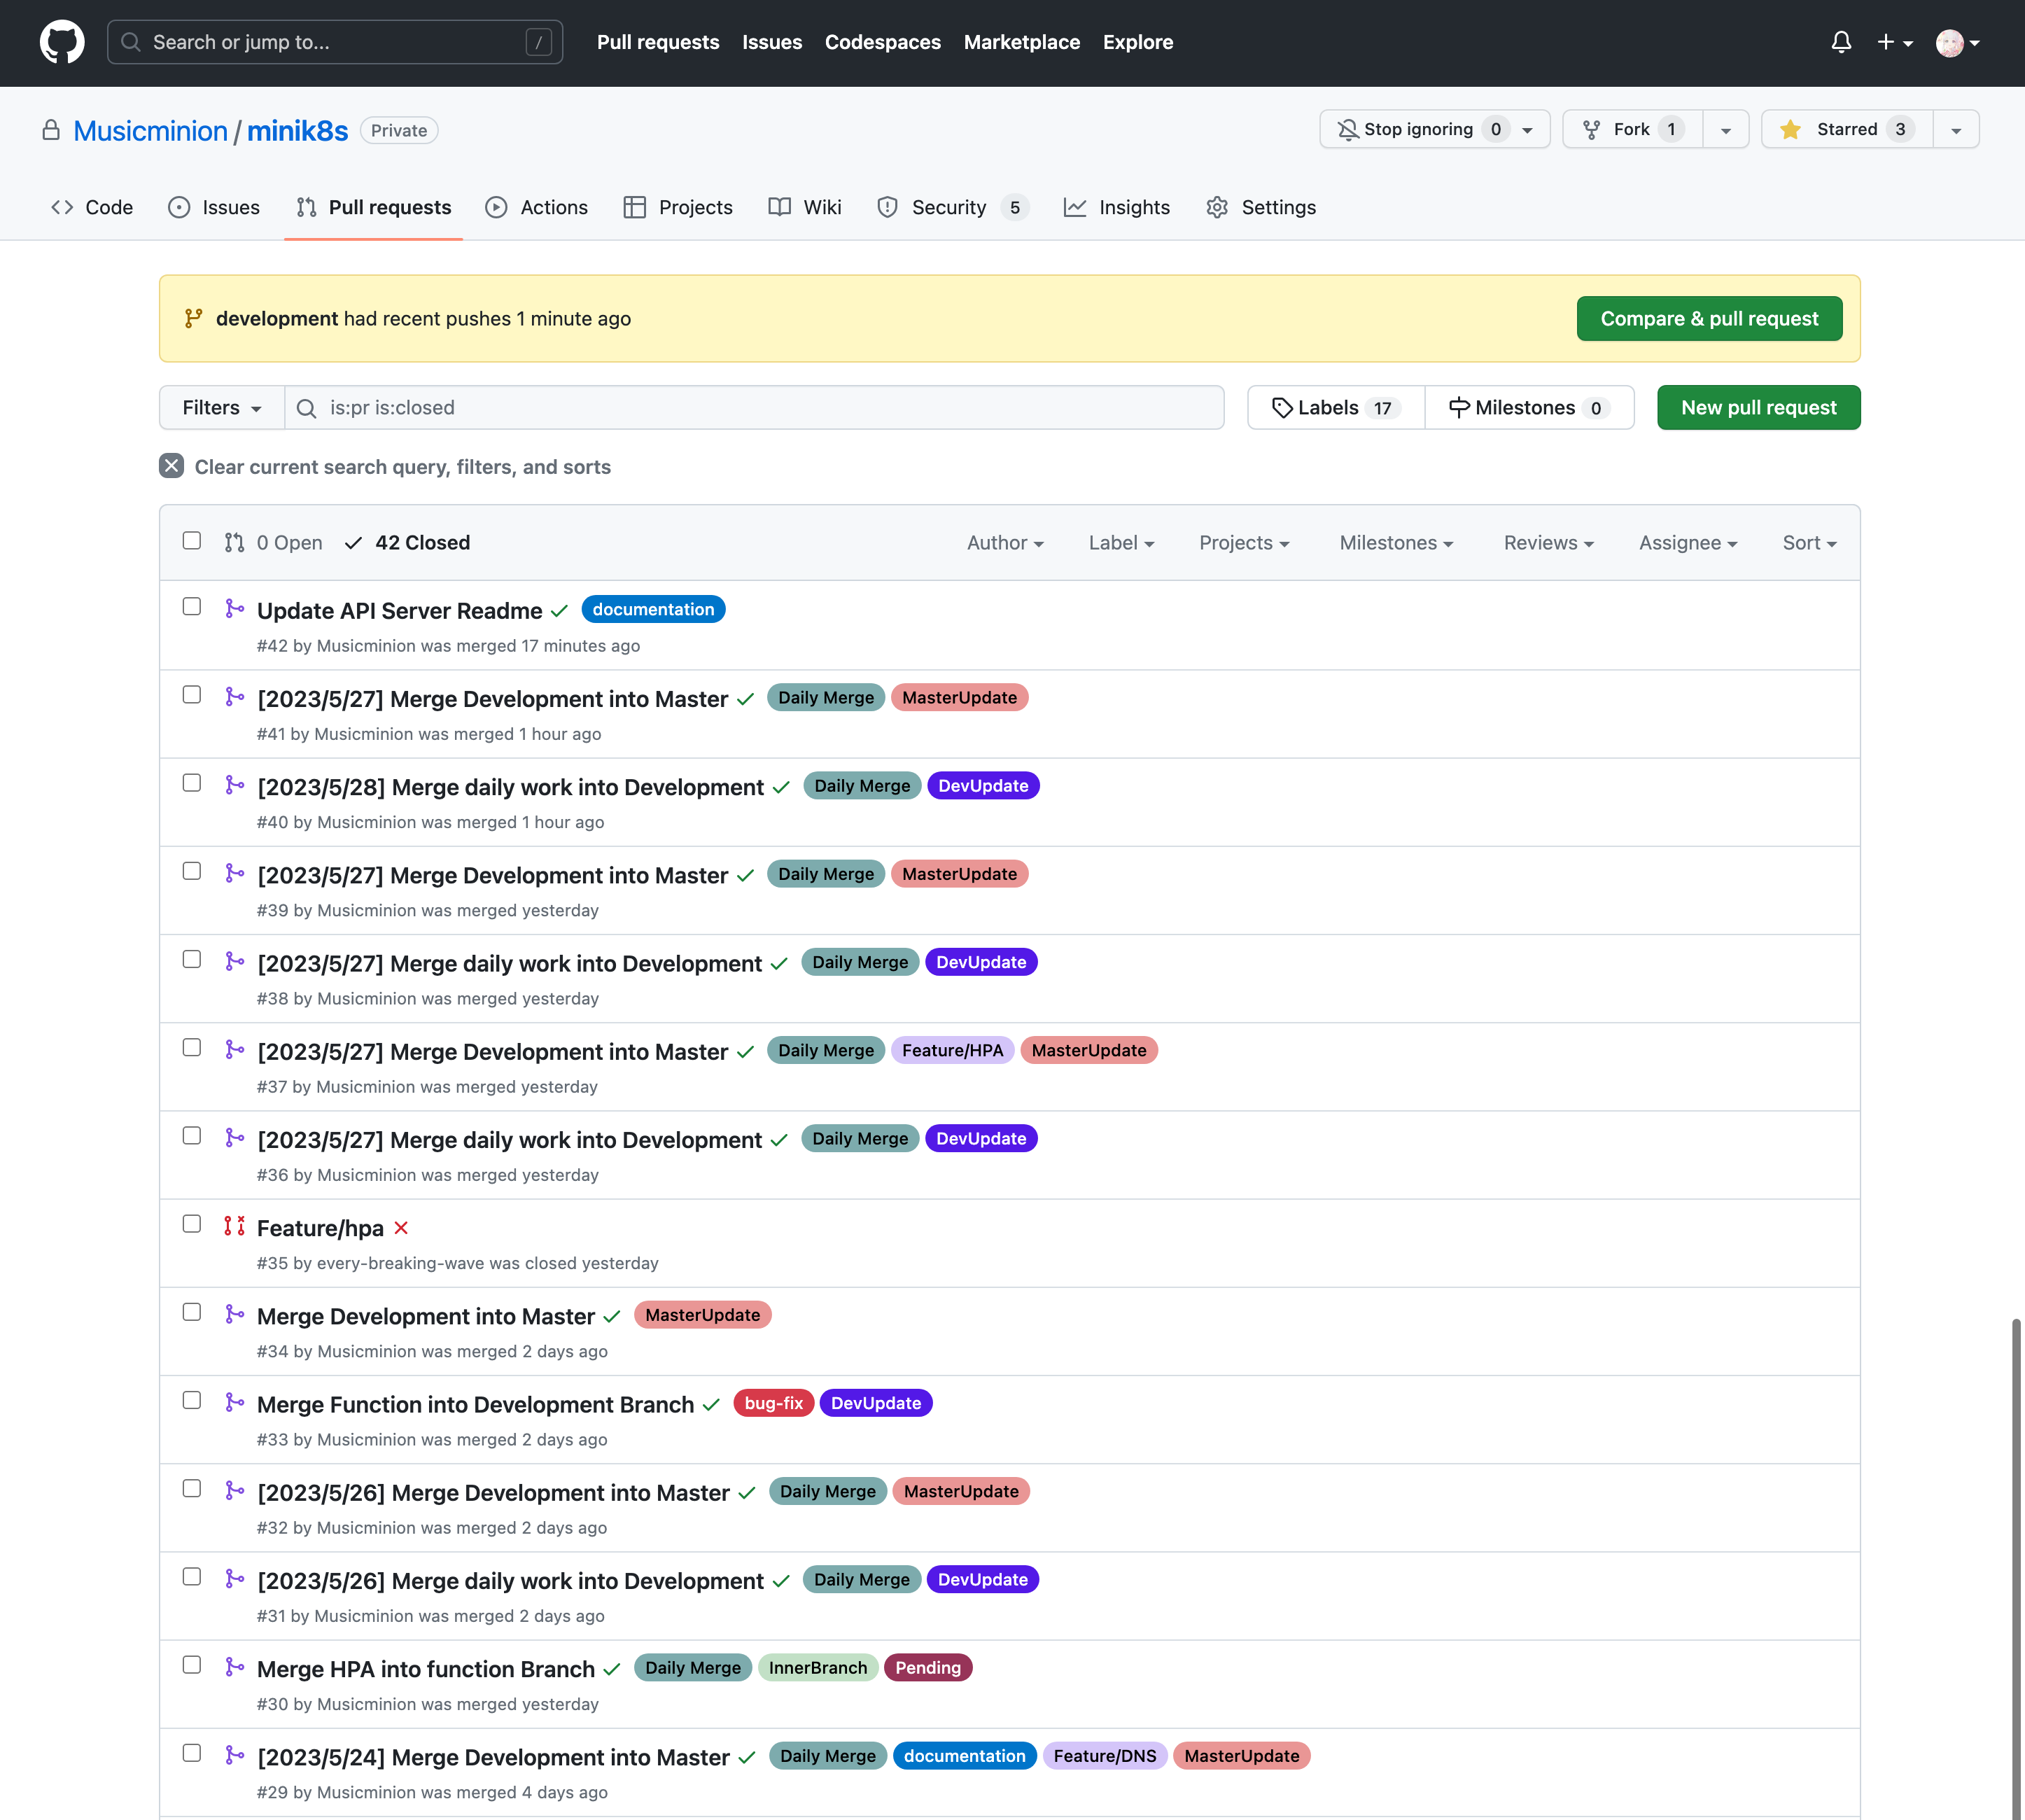 Search or jump to... / Pull requests Issues Codespaces Marketplace Explore
Musicminion / minik8s Private Stop ignoring 0 Fork 1 Starred 3
Code Issues Pull requests Actions Projects Wiki Security 5 Insights Settings
development had recent pushes 1 minute ago Compare & pull request
Filters is:pr is:closed Labels 17 Milestones 0 New pull request
Clear current search query, filters, and sorts
0 Open 42 Closed Author Label Projects Milestones Reviews Assignee Sort
Update API Server Readme documentation
#42 by Musicminion was merged 17 minutes ago
[2023/5/27] Merge Development into Master Daily Merge MasterUpdate
#41 by Musicminion was merged 1 hour ago
[2023/5/28] Merge daily work into Development Daily Merge DevUpdate
#40 by Musicminion was merged 1 hour ago
[2023/5/27] Merge Development into Master Daily Merge MasterUpdate
#39 by Musicminion was merged yesterday
[2023/5/27] Merge daily work into Development Daily Merge DevUpdate
#38 by Musicminion was merged yesterday
[2023/5/27] Merge Development into Master Daily Merge Feature/HPA MasterUpdate
#37 by Musicminion was merged yesterday
[2023/5/27] Merge daily work into Development Daily Merge DevUpdate
#36 by Musicminion was merged yesterday
Feature/hpa
#35 by every-breaking-wave was closed yesterday
Merge Development into Master MasterUpdate
#34 by Musicminion was merged 2 days ago
Merge Function into Development Branch bug-fix DevUpdate
#33 by Musicminion was merged 2 days ago
[2023/5/26] Merge Development into Master Daily Merge MasterUpdate
#32 by Musicminion was merged 2 days ago
[2023/5/26] Merge daily work into Development Daily Merge DevUpdate
#31 by Musicminion was merged 2 days ago
Merge HPA into function Branch Daily Merge InnerBranch Pending
#30 by Musicminion was merged yesterday
[2023/5/24] Merge Development into Master Daily Merge documentation Feature/DNS MasterUpdate
#29 by Musicminion was merged 4 days ago